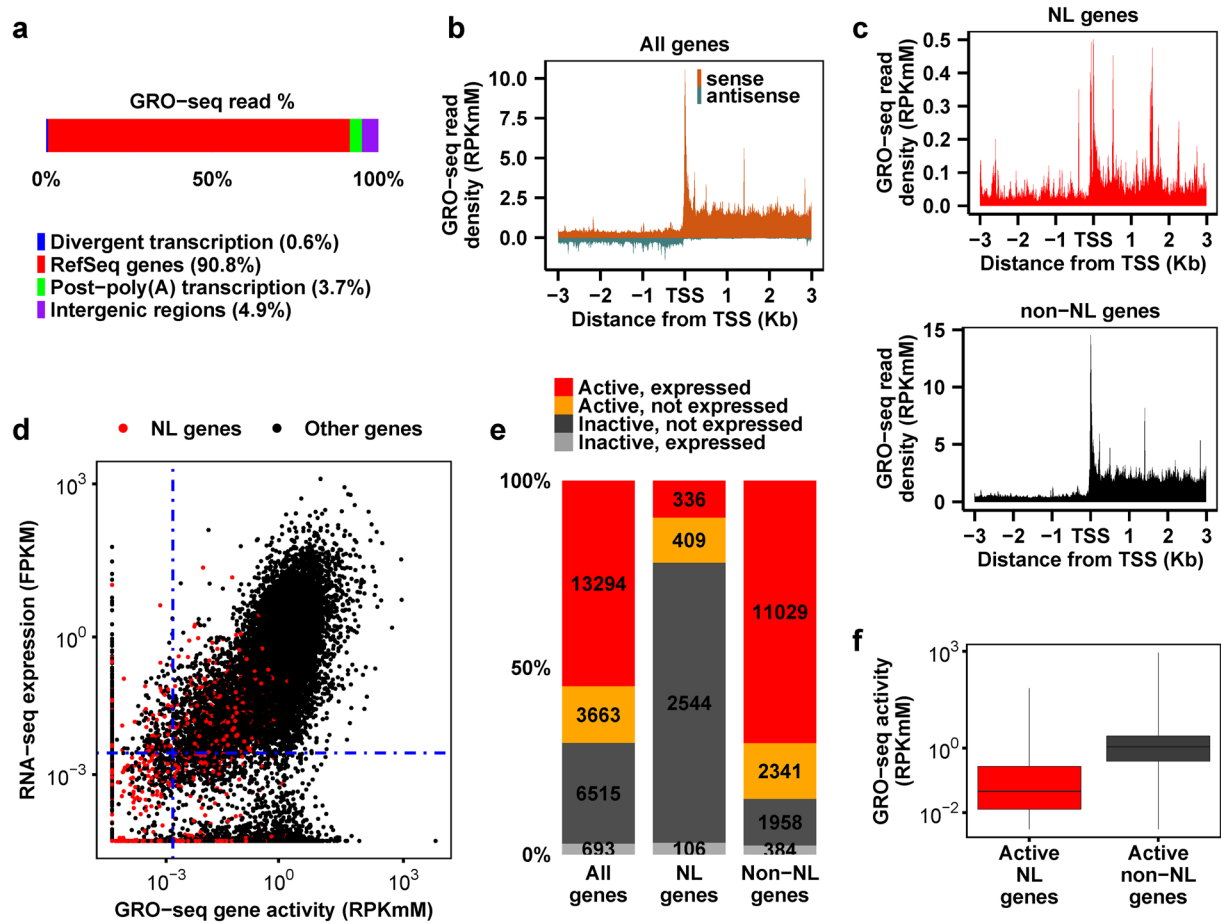 a
GRO−seq read %
0% 50% 100%
Divergent transcription (0.6%)
RefSeq genes (90.8%)
Post−poly(A) transcription (3.7%)
Intergenic regions (4.9%)
b
All genes
GRO−seq read
density (RPKmM)
10.0
7.5
5.0
2.5
0.0
sense
antisense
−3 −2 −1 TSS 1 2 3
Distance from TSS (Kb)
c
NL genes
GRO−seq read
density (RPKmM)
0.5
0.4
0.3
0.2
0.1
0.0
−3 −2 −1 TSS 1 2 3
Distance from TSS (Kb)
non−NL genes
GRO−seq read
density (RPKmM)
15
10
5
0
−3 −2 −1 TSS 1 2 3
Distance from TSS (Kb)
d
NL genes Other genes
RNA−seq expression (FPKM)
10³
10⁰
10⁻³
10⁻³ 10⁰ 10³
GRO−seq gene activity (RPKmM)
e
Active, expressed
Active, not expressed
Inactive, not expressed
Inactive, expressed
100%
50%
0%
13294
3663
6515
693
336
409
2544
106
11029
2341
1958
384
All
genes
NL
genes
Non−NL
genes
f
GRO−seq activity
(RPKmM)
10³
10⁰
10⁻²
Active
NL
genes
Active
non−NL
genes